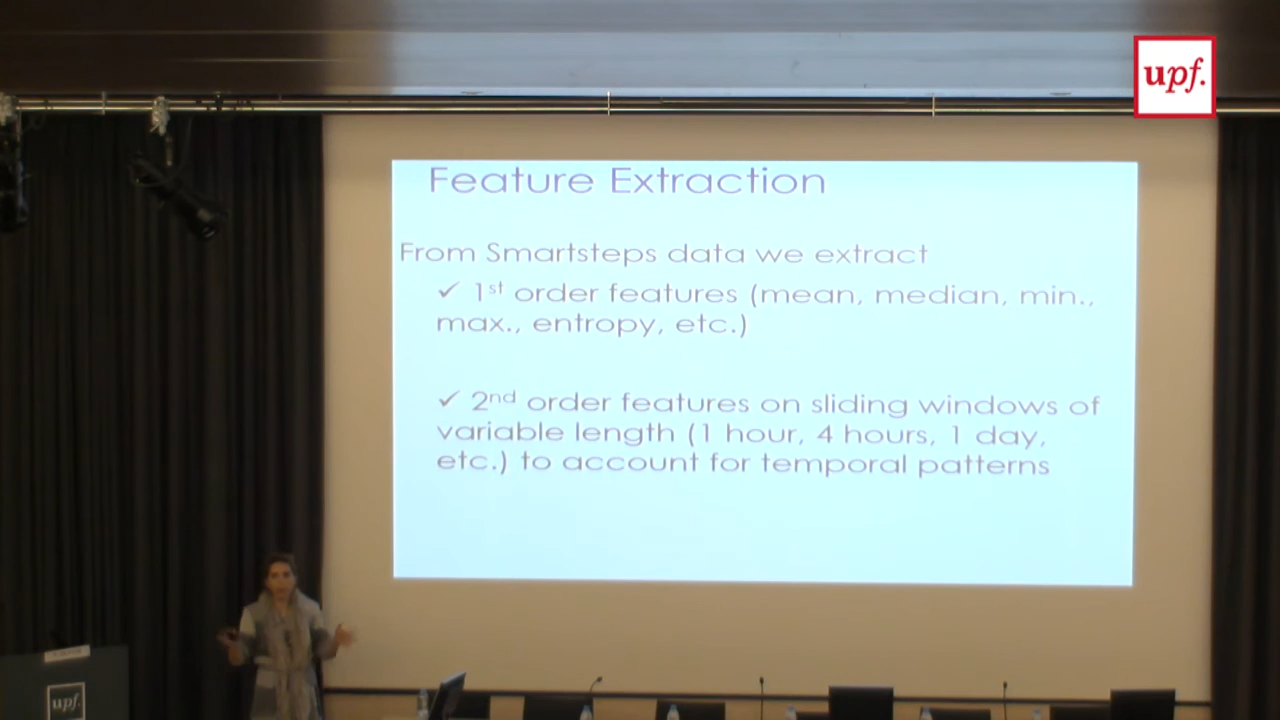 upf.
Feature Extraction
From Smartsteps data we extract
✓ 1st order features (mean, median, min.,
max., entropy, etc.)
✓ 2nd order features on sliding windows of
variable length (1 hour, 4 hours, 1 day,
etc.) to account for temporal patterns
upf.